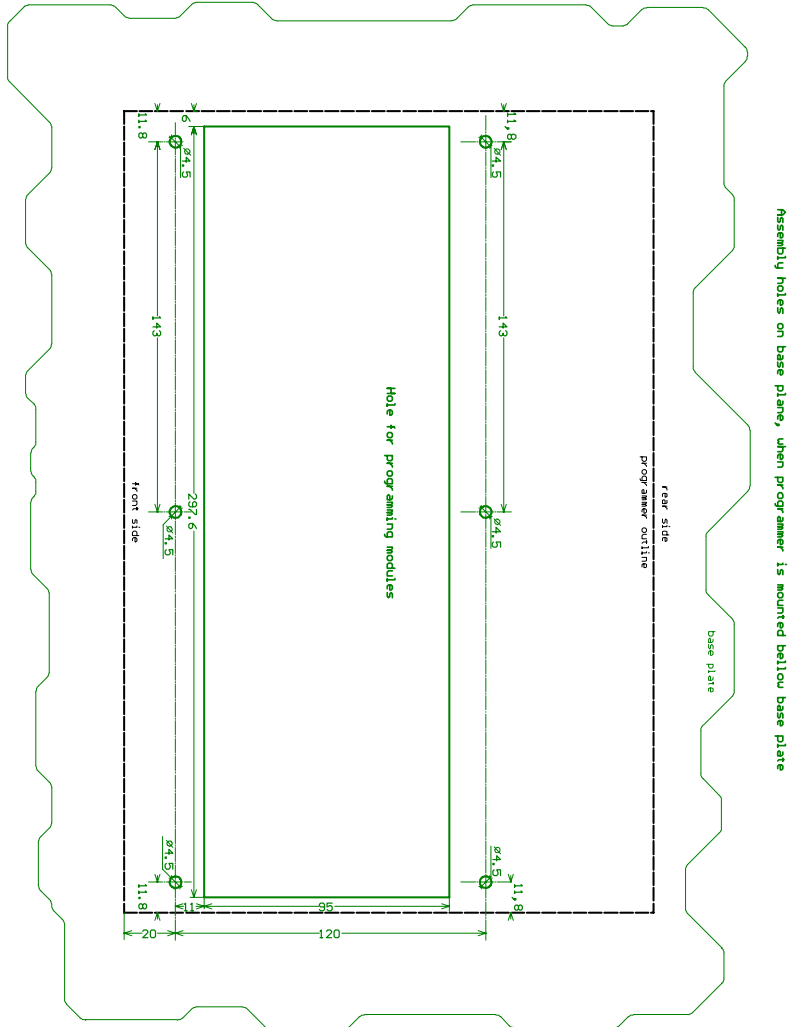 Assembly holes on base plane, when programmer is mounted bellow base plate
11.8
6
11,8
ø4.5
ø4.5
143
143
Hole for programming modules
front side
297.6
programmer outline
rear side
ø4.5
ø4.5
base plate
ø4.5
ø4.5
11.8
11,8
11
95
20
120